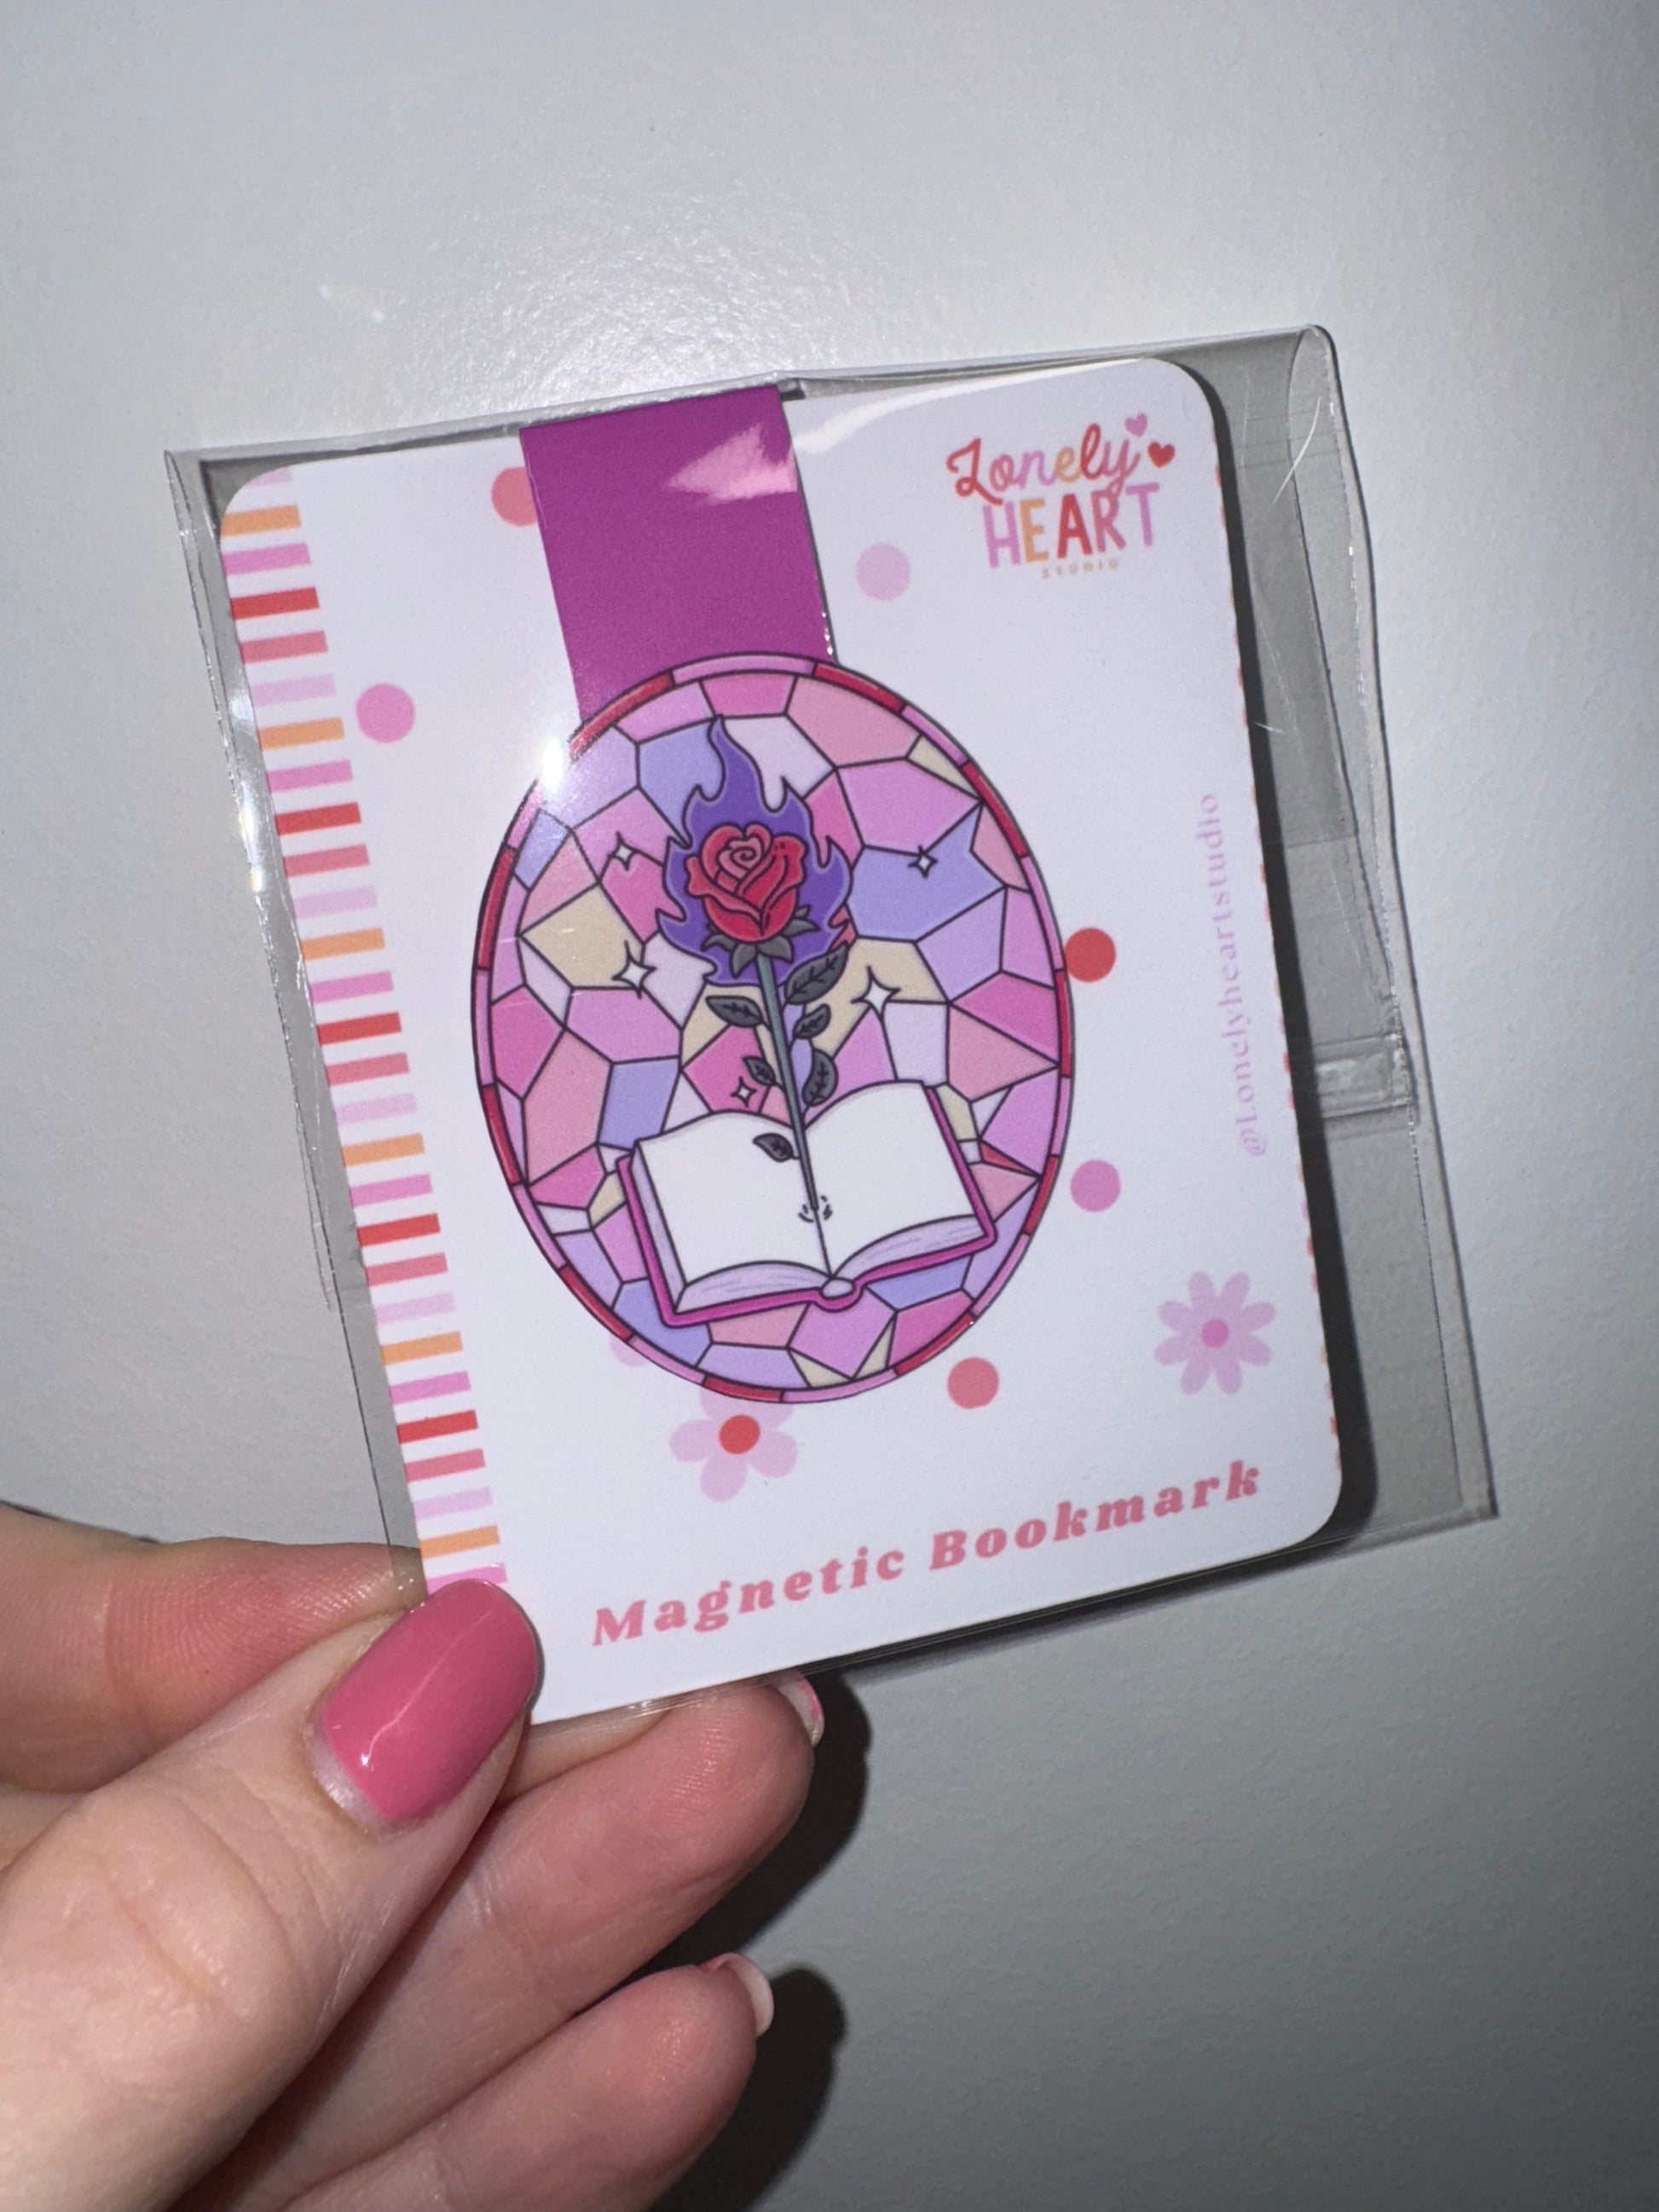 Lonely
HEART
STUDIO
@Lonelyheartstudio
Magnetic Bookmark